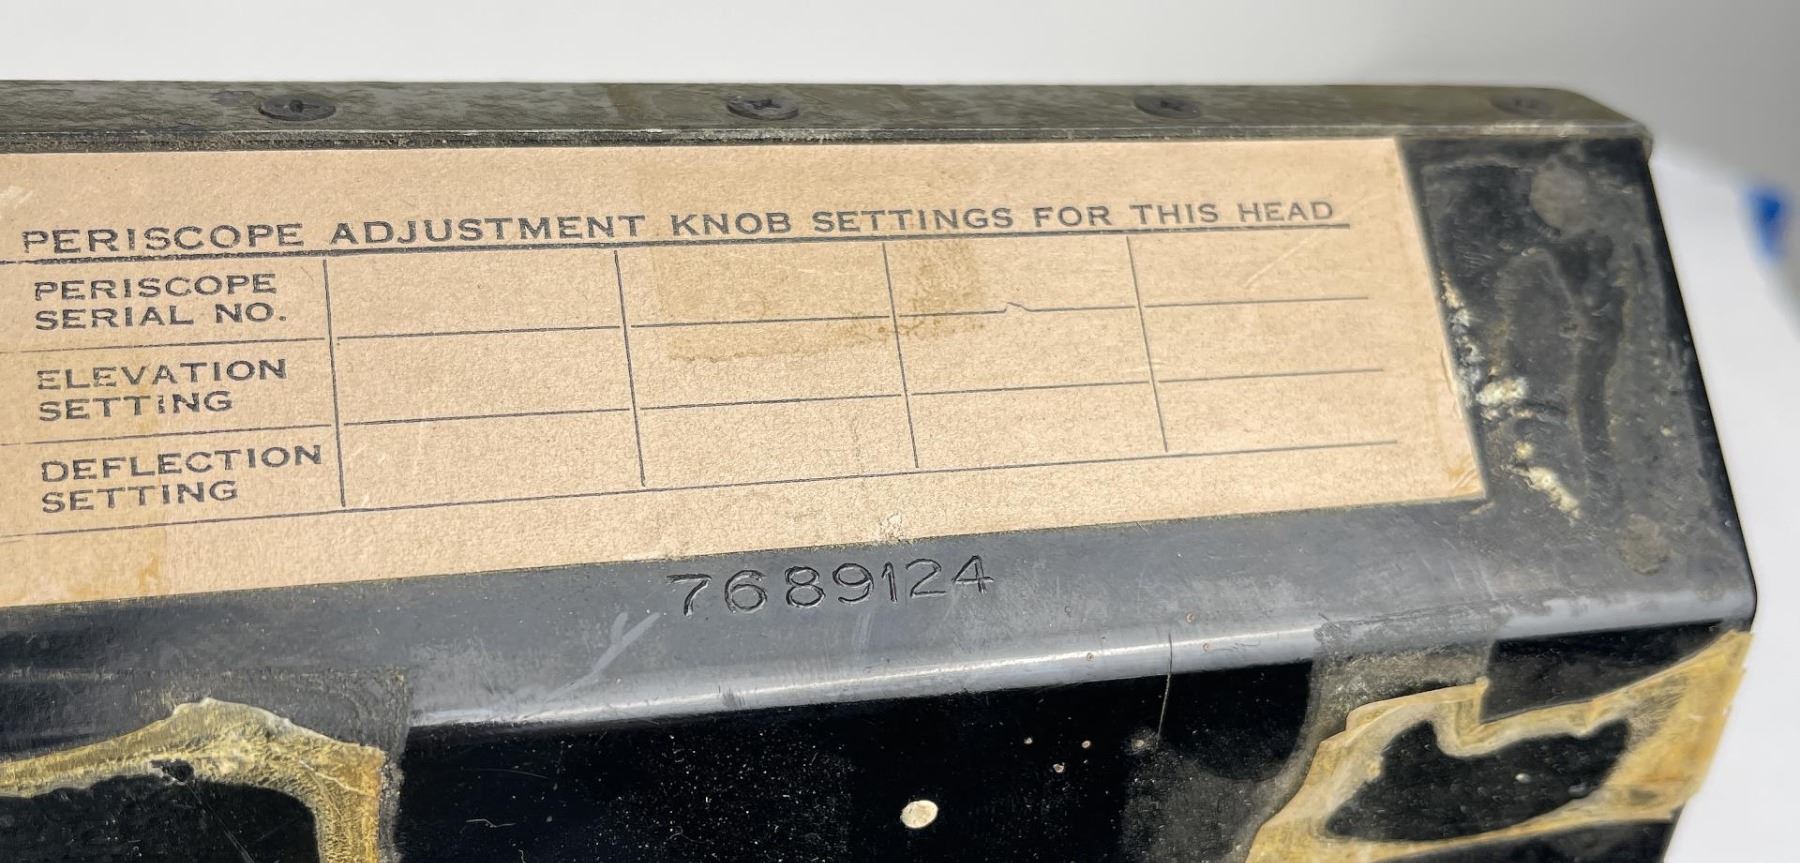 PERISCOPE ADJUSTMENT KNOB SETTINGS FOR THIS HEAD
PERISCOPE
SERIAL NO.
ELEVATION
SETTING
DEFLECTION
SETTING
7689124